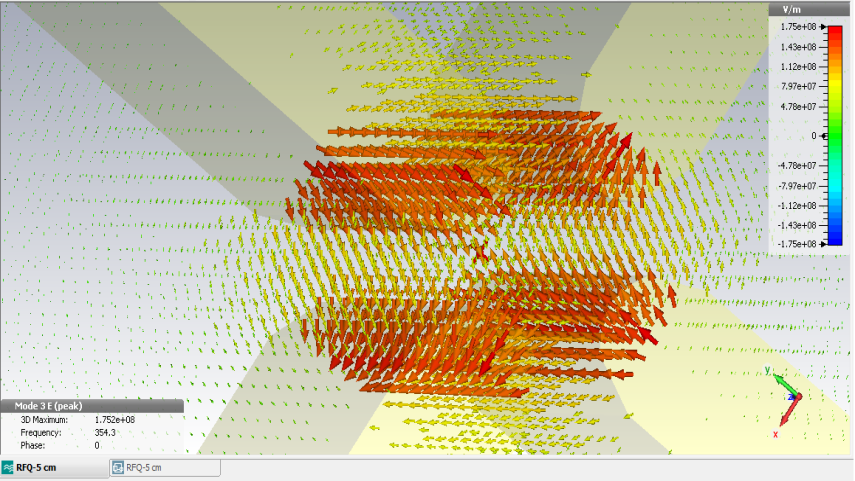 V/m
1.75e+08
1.43e+08
1.12e+08
7.97e+07
4.78e+07
0
-4.78e+07
-7.97e+07
-1.12e+08
-1.43e+08
-1.75e+08
y
z
x
Mode 3 E (peak)
3D Maximum: 1.752e+08
Frequency: 354.3
Phase: 0
RFQ-5 cm
RFQ-5 cm